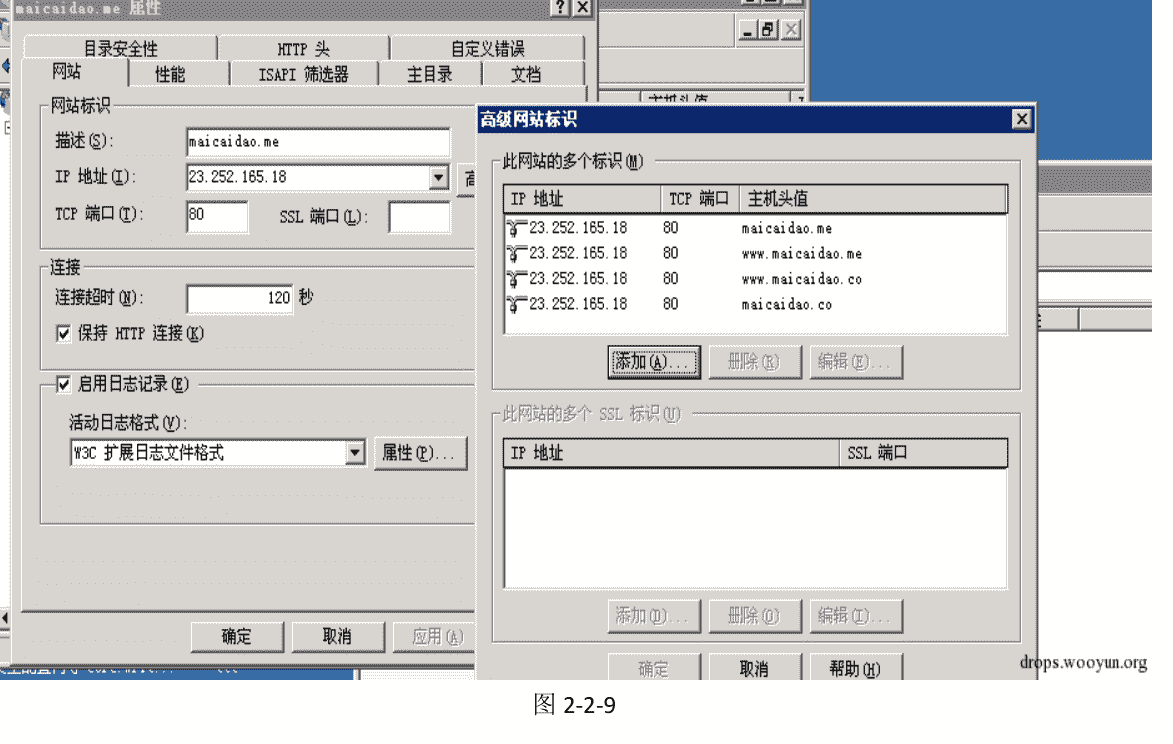 maicaidao.me 属性
目录安全性 HTTP 头 自定义错误
网站 性能 ISAPI 筛选器 主目录 文档
网站标识
描述(S): maicaidao.me
IP 地址(I): 23.252.165.18
TCP 端口(T): 80 SSL 端口(L):
连接
连接超时(N): 120 秒
保持 HTTP 连接(K)
启用日志记录(E)
活动日志格式(V):
W3C 扩展日志文件格式 属性(P)...
确定 取消 应用(A)
主机头值
高级网站标识
此网站的多个标识(M)
IP 地址 TCP 端口 主机头值
23.252.165.18 80 maicaidao.me
23.252.165.18 80 www.maicaidao.me
23.252.165.18 80 www.maicaidao.co
23.252.165.18 80 maicaidao.co
添加(A)... 删除(R) 编辑(E)...
此网站的多个 SSL 标识(U)
IP 地址 SSL 端口
添加(D)... 删除(O) 编辑(I)...
确定 取消 帮助(H)
drops.wooyun.org
图 2-2-9